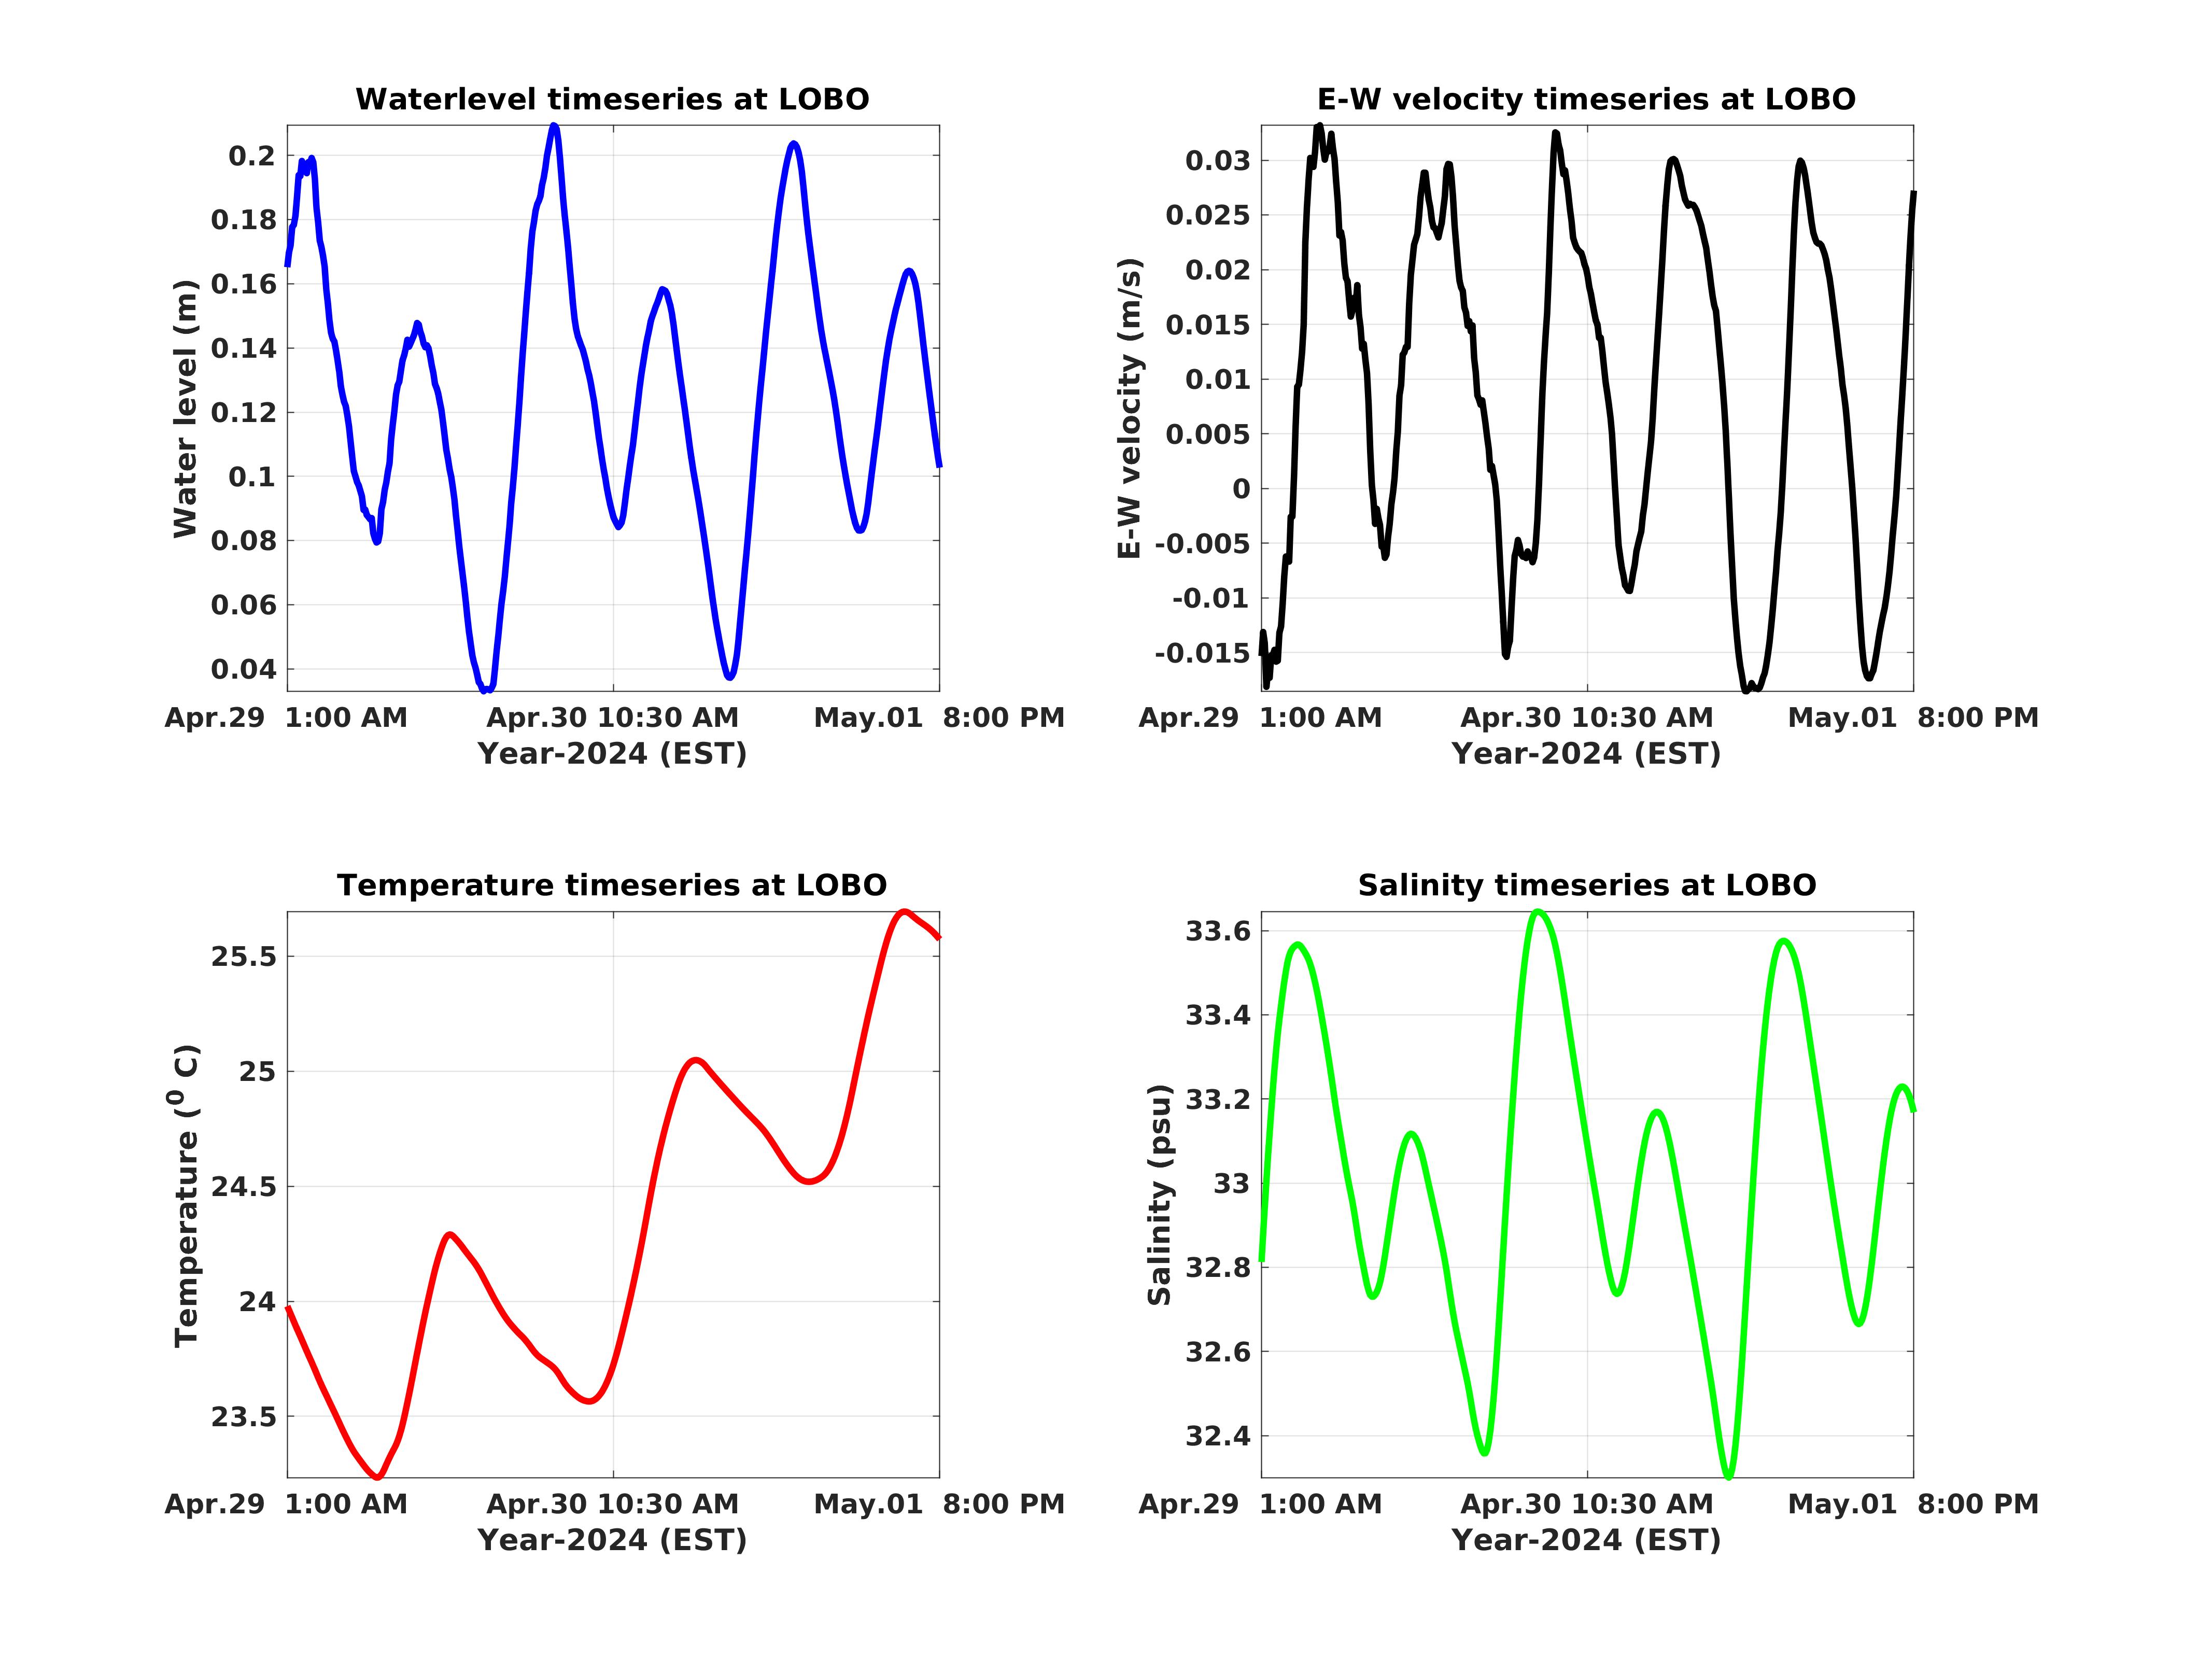 Waterlevel timeseries at LOBO
Water level (m)
0.2
0.18
0.16
0.14
0.12
0.1
0.08
0.06
0.04
Apr.29 1:00 AM Apr.30 10:30 AM May.01 8:00 PM
Year-2024 (EST)
E-W velocity timeseries at LOBO
E-W velocity (m/s)
0.03
0.025
0.02
0.015
0.01
0.005
0
-0.005
-0.01
-0.015
Apr.29 1:00 AM Apr.30 10:30 AM May.01 8:00 PM
Year-2024 (EST)
Temperature timeseries at LOBO
Temperature (⁰ C)
25.5
25
24.5
24
23.5
Apr.29 1:00 AM Apr.30 10:30 AM May.01 8:00 PM
Year-2024 (EST)
Salinity timeseries at LOBO
Salinity (psu)
33.6
33.4
33.2
33
32.8
32.6
32.4
Apr.29 1:00 AM Apr.30 10:30 AM May.01 8:00 PM
Year-2024 (EST)